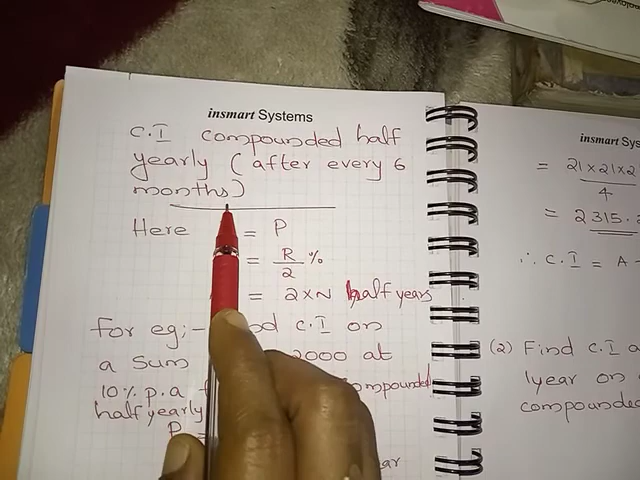 insmart Systems
C.I compounded half
yearly (after every 6
months)
Here = P
= R/2 %
= 2×N half years
For eg;- C.I on
a sum 2000 at
10% p.a compounded
half yearly
P
insmart Sys
= 21×21×2
4
= 2315.
∴ C.I = A -
(2) Find C.I
1year on
compounded